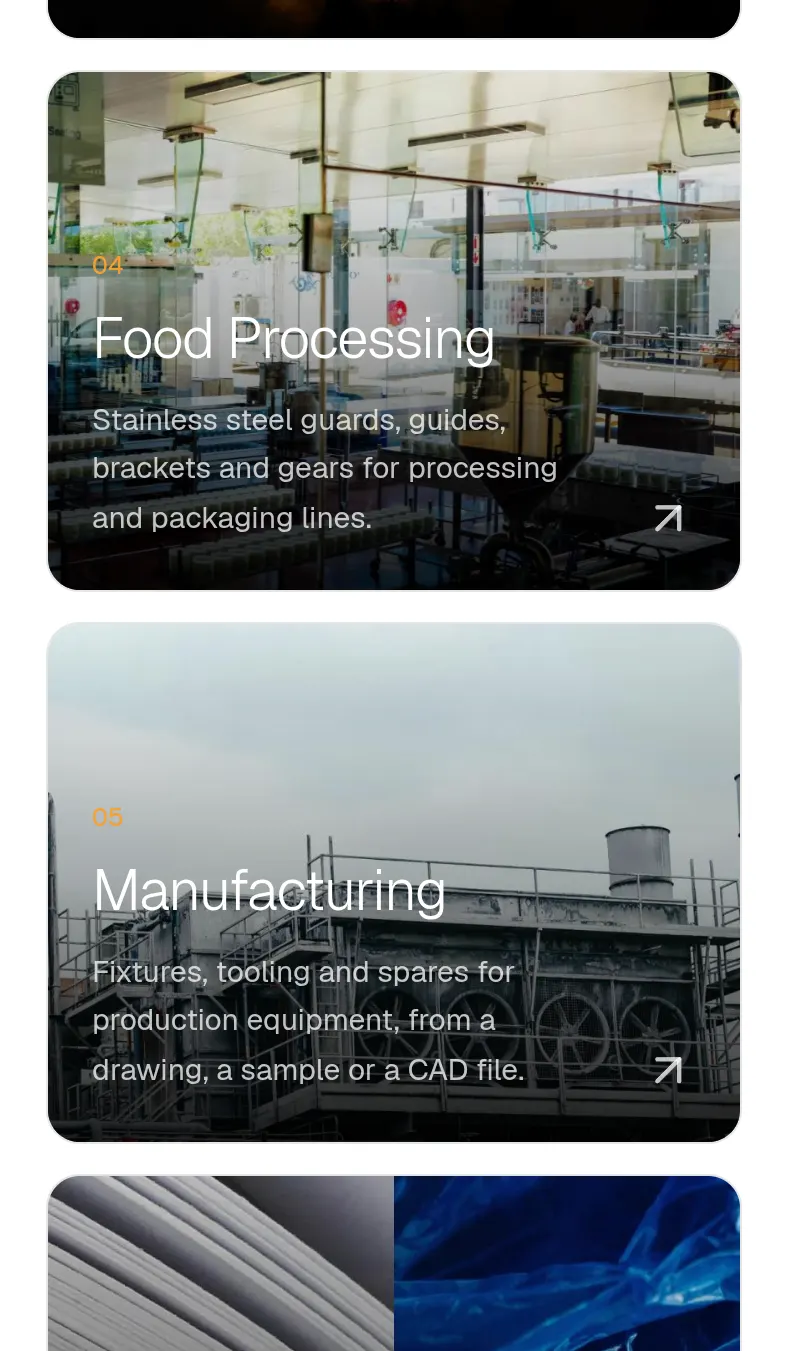 04
Food Processing
Stainless steel guards, guides,
brackets and gears for processing
and packaging lines.
05
Manufacturing
Fixtures, tooling and spares for
production equipment, from a
drawing, a sample or a CAD file.